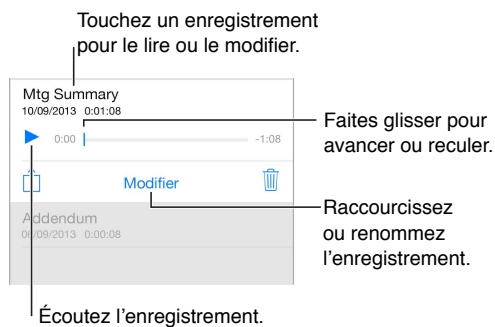 Touchez un enregistrement
pour le lire ou le modifier.
Mtg Summary
10/09/2013 0:01:08
0:00 -1:08
Faites glisser pour
avancer ou reculer.
Modifier
Raccourcissez
ou renommez
l'enregistrement.
Addendum
06/09/2013 0:00:08
Écoutez l'enregistrement.